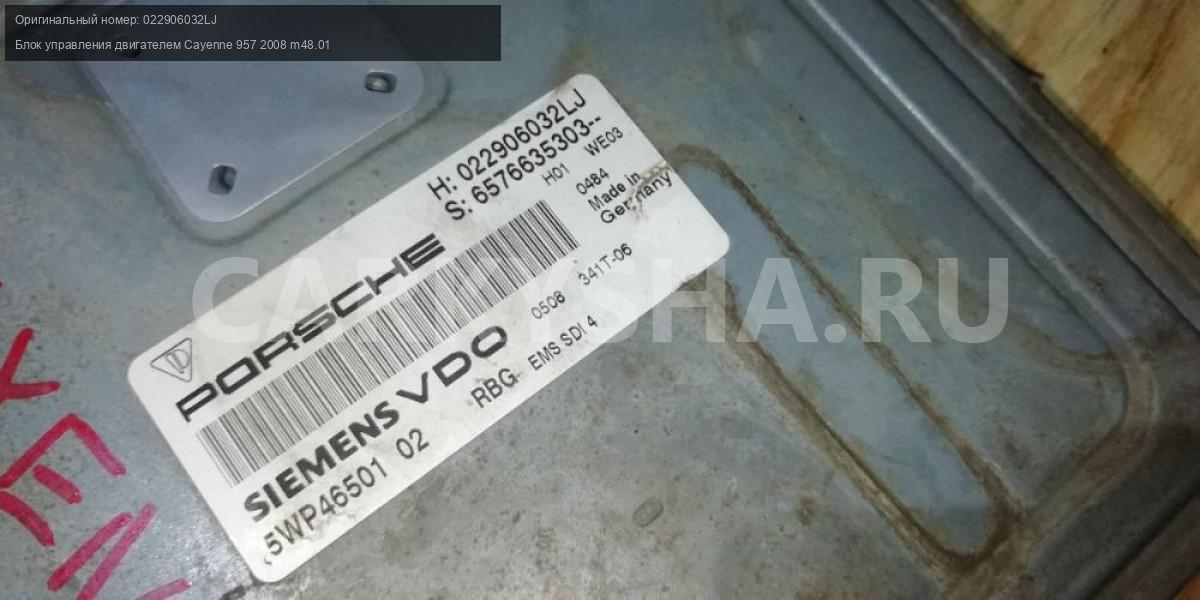 Оригинальный номер: 022906032LJ
Блок управления двигателем Cayenne 957 2008 m48.01
H: 022906032LJ
S: 6576635303--
H01 WE03
0484
Made in
Germany
PORSCHE
SIEMENS VDO
0508 341T-06
5WP46501 02
RBG EMS SDI 4